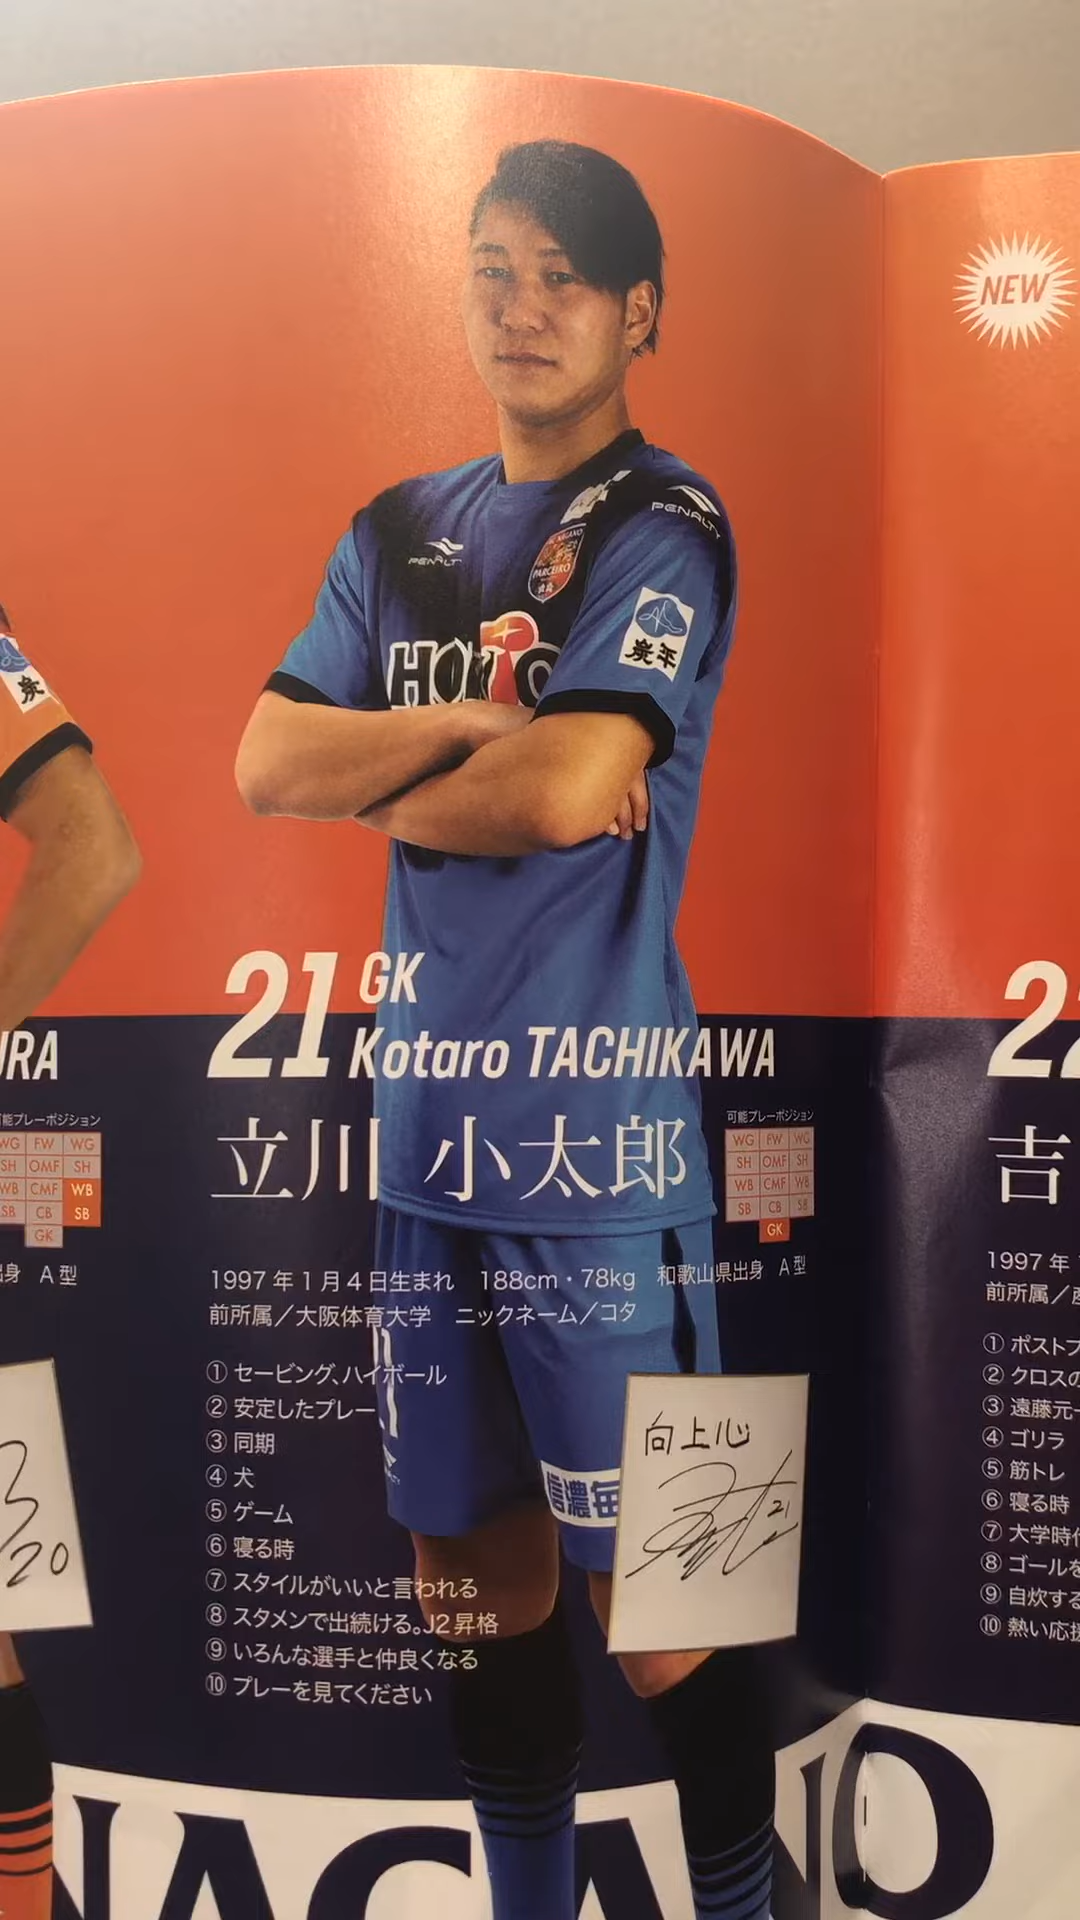 NEW
PENALTY
PENALTY
NAGANO
PARCEIRO
炭平
炭
HOKTO
21 GK
Kotaro TACHIKAWA
立川 小太郎
可能プレーポジション
WG FW WG
SH OMF SH
WB CMF WB
SB CB SB
GK
1997年1月4日生まれ 188cm・78kg 和歌山県出身 A型
前所属／大阪体育大学 ニックネーム／コタ
① セービング、ハイボール
② 安定したプレー
③ 同期
④ 犬
⑤ ゲーム
⑥ 寝る時
⑦ スタイルがいいと言われる
⑧ スタメンで出続ける。J2昇格
⑨ いろんな選手と仲良くなる
⑩ プレーを見てください
向上心
21
信濃毎
URA
能プレーポジション
WG FW WG
SH OMF SH
WB CMF WB
SB CB SB
GK
出身 A型
20
22
吉
1997年
前所属／
① ポストプ
② クロスの
③ 遠藤元一
④ ゴリラ
⑤ 筋トレ
⑥ 寝る時
⑦ 大学時代
⑧ ゴールを
⑨ 自炊する
⑩ 熱い応援
NAGANO